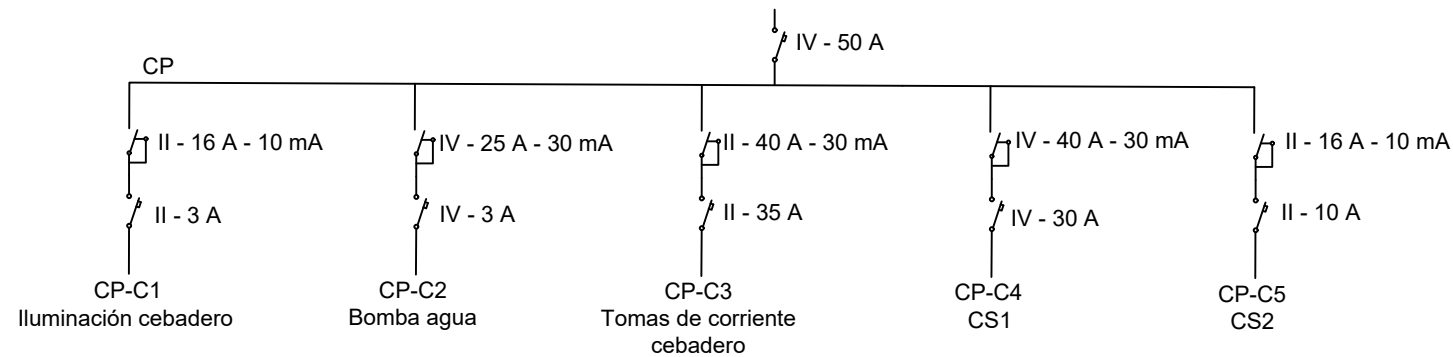 IV - 50 A
CP
II - 16 A - 10 mA
IV - 25 A - 30 mA
II - 40 A - 30 mA
IV - 40 A - 30 mA
II - 16 A - 10 mA
II - 3 A
IV - 3 A
II - 35 A
IV - 30 A
II - 10 A
CP-C1
Iluminación cebadero
CP-C2
Bomba agua
CP-C3
Tomas de corriente
cebadero
CP-C4
CS1
CP-C5
CS2